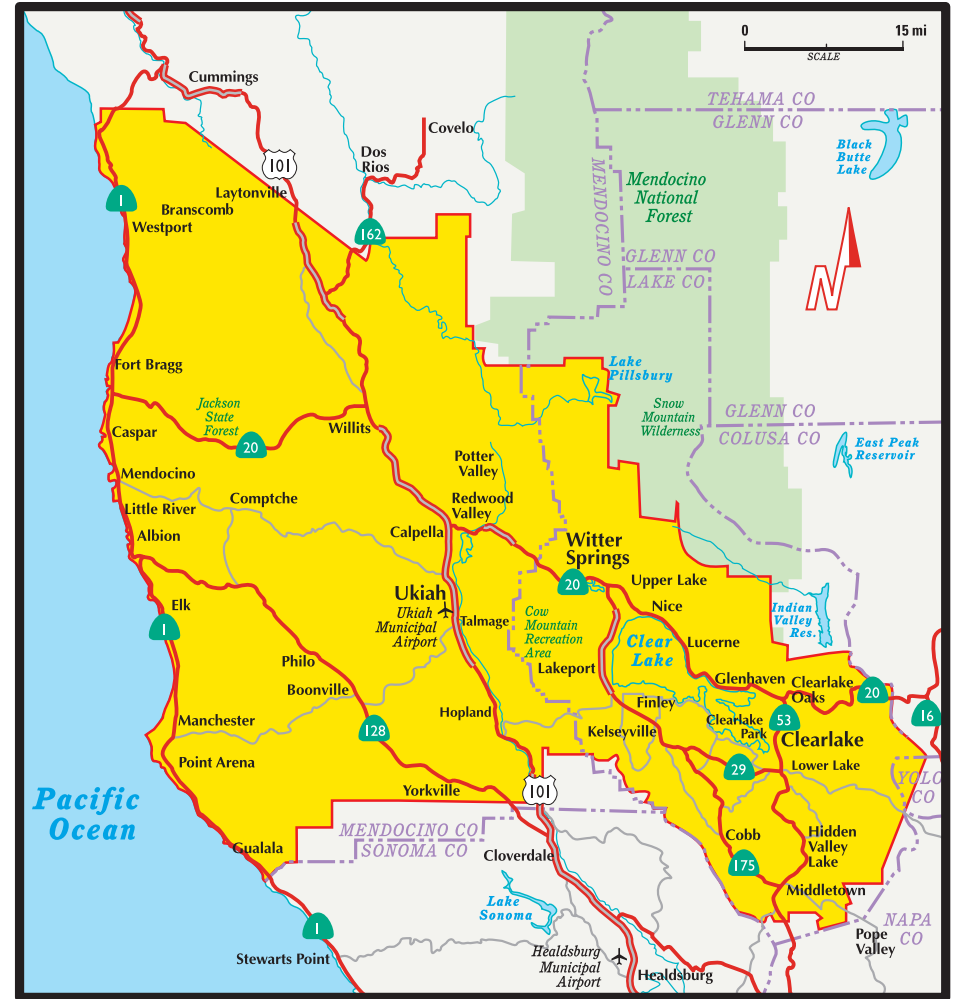 0 15 mi
SCALE
Cummings
TEHAMA CO
GLENN CO
Covelo
Black
Butte
Lake
Dos
Rios
101
MENDOCINO CO
Mendocino
National
Forest
Laytonville
1
Branscomb
Westport
162
N
GLENN CO
LAKE CO
Fort Bragg
Lake
Pillsbury
Jackson
State
Forest
Snow
Mountain
Wilderness
GLENN CO
COLUSA CO
Caspar
Willits
20
East Peak
Reservoir
Potter
Valley
Mendocino
Comptche
Redwood
Valley
Little River
Albion
Calpella
Witter
Springs
20
Upper Lake
Ukiah
Ukiah
Municipal
Airport
Elk
1
Talmage
Cow
Mountain
Recreation
Area
Nice
Indian
Valley
Res.
Clear
Lake
Lucerne
Philo
Lakeport
Glenhaven
Clearlake
Oaks
20
Boonville
Finley
Hopland
Manchester
128
Kelseyville
Clearlake
Park
53
16
Clearlake
Point Arena
29
Lower Lake
YOLO
CO
Yorkville
101
Pacific
Ocean
MENDOCINO CO
SONOMA CO
Cobb
Hidden
Valley
Lake
Gualala
Cloverdale
175
Middletown
Lake
Sonoma
NAPA
CO
1
Pope
Valley
Stewarts Point
Healdsburg
Municipal
Airport
Healdsburg